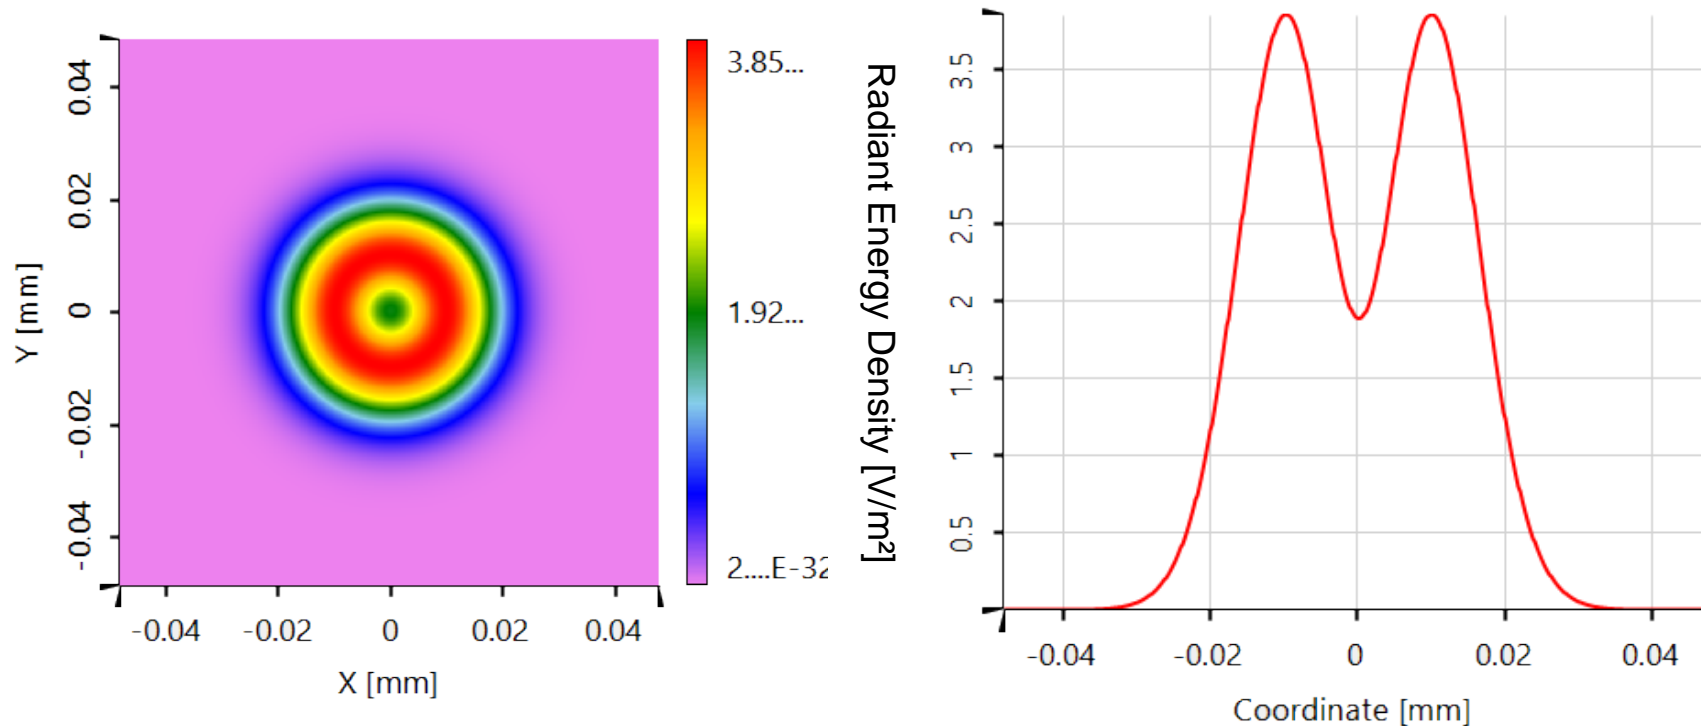 0.04
0.02
0
-0.02
-0.04
Y [mm]
-0.04 -0.02 0 0.02 0.04
X [mm]
3.85...
1.92...
2....E-32
Radiant Energy Density [V/m²]
3.5
3
2.5
2
1.5
1
0.5
-0.04 -0.02 0 0.02 0.04
Coordinate [mm]